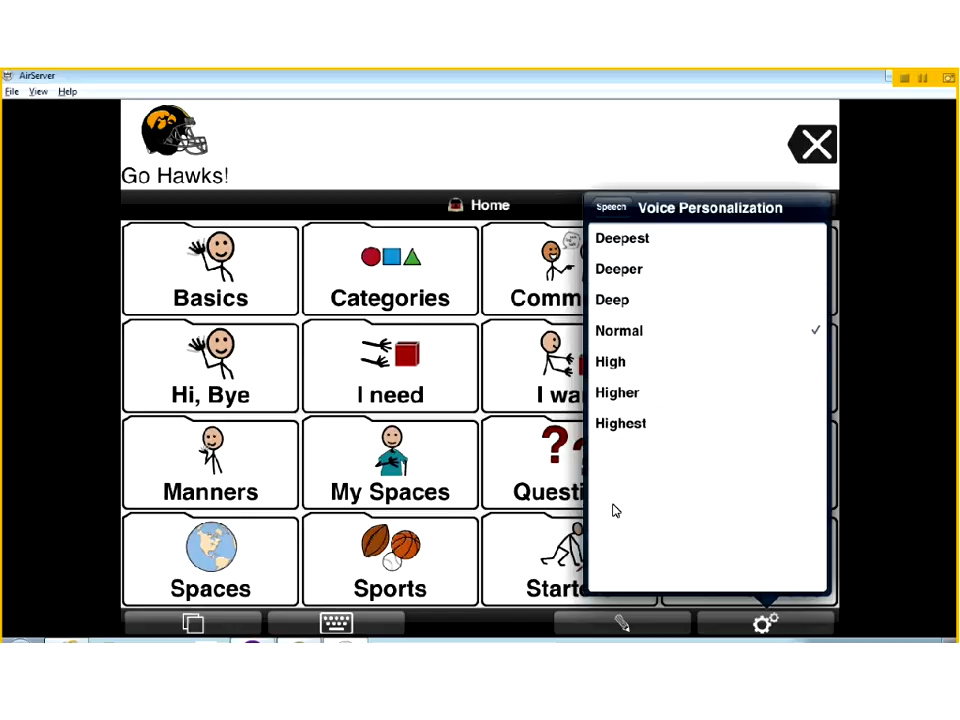 AirServer
File View Help
Go Hawks!
Home
Speech Voice Personalization
Deepest
Deeper
Deep
Normal
High
Higher
Highest
Basics
Categories
Comm
Hi, Bye
I need
I wa
Manners
My Spaces
Questi
Spaces
Sports
Starte